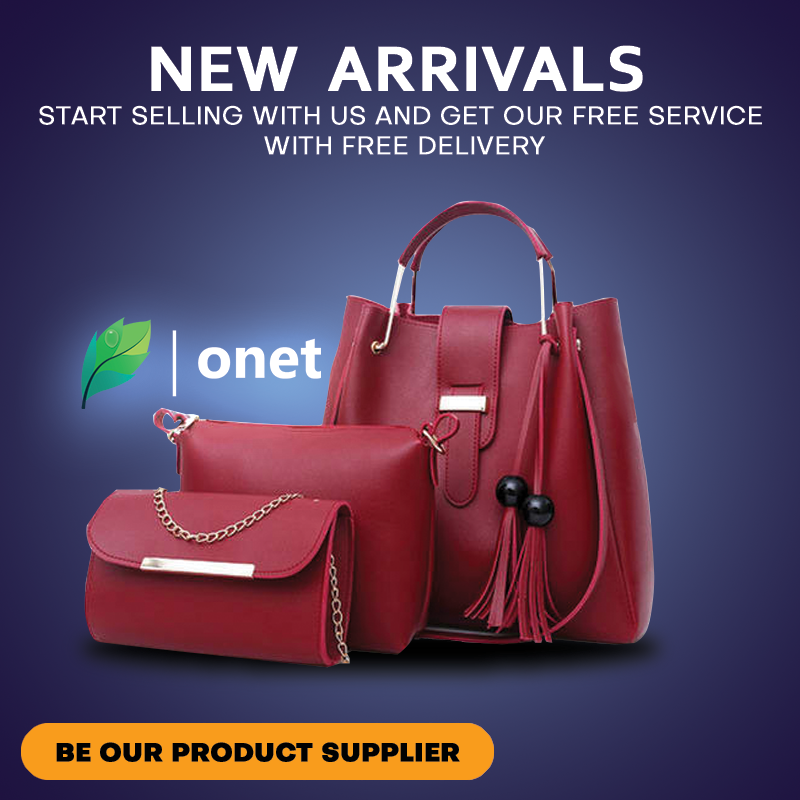 NEW ARRIVALS
START SELLING WITH US AND GET OUR FREE SERVICE
WITH FREE DELIVERY
onet
BE OUR PRODUCT SUPPLIER